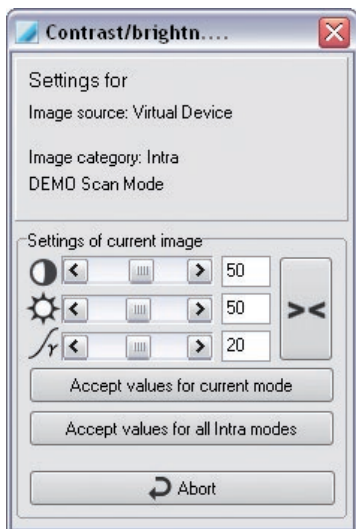 Contrast/brightn....
Settings for
Image source: Virtual Device
Image category: Intra
DEMO Scan Mode
Settings of current image
50
50
γ 20
><
Accept values for current mode
Accept values for all Intra modes
Abort